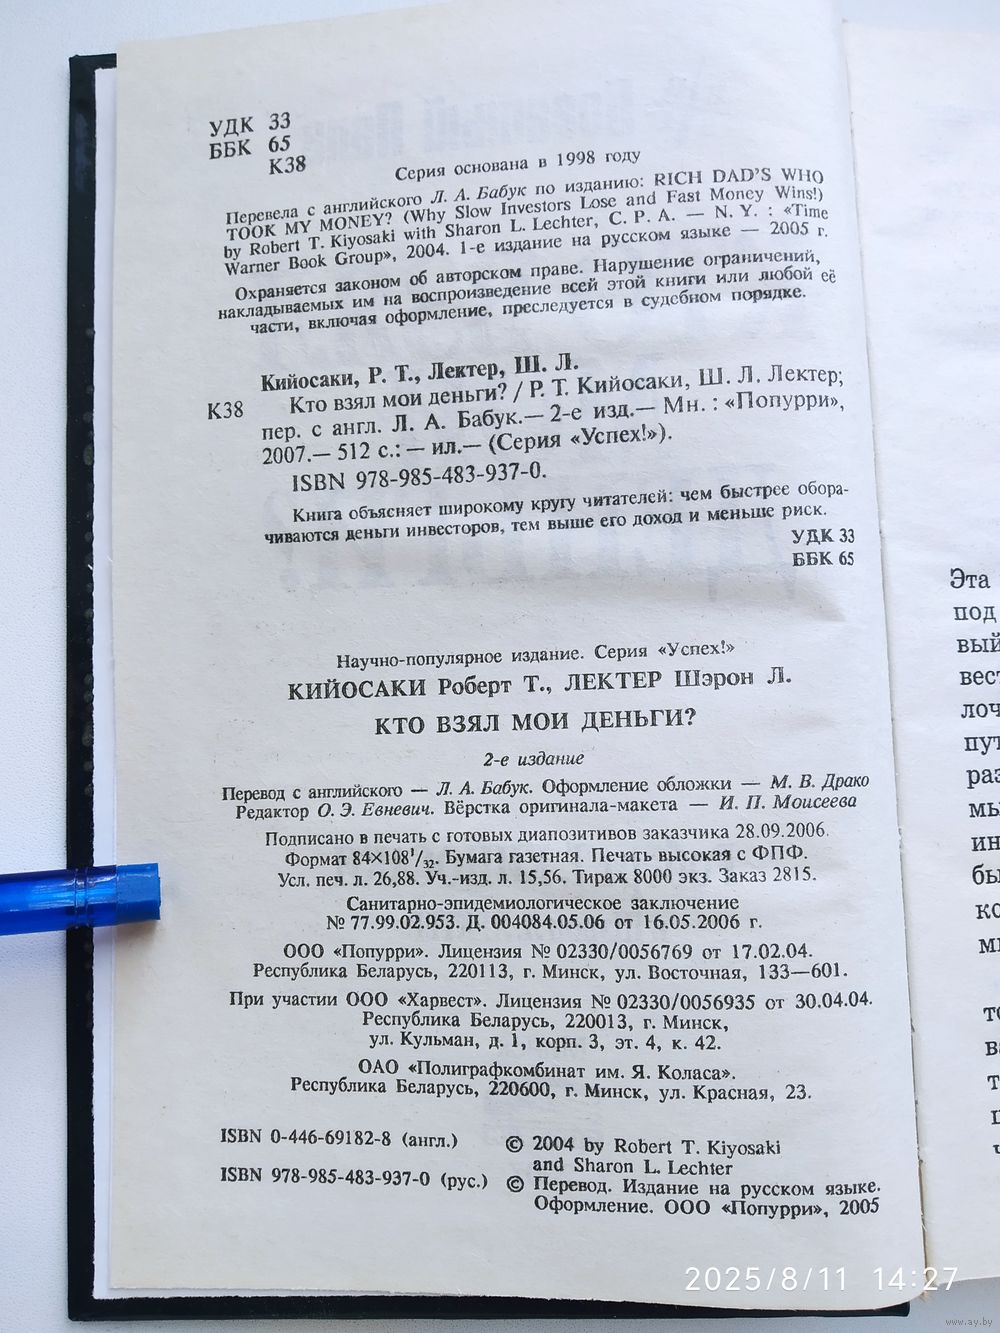 УДК 33
ББК 65
К38
Серия основана в 1998 году
Перевела с английского Л. А. Бабук по изданию: RICH DAD'S WHO
TOOK MY MONEY? (Why Slow Investors Lose and Fast Money Wins!)
by Robert T. Kiyosaki with Sharon L. Lechter, C. P. A. — N. Y. : «Time
Warner Book Group», 2004. 1-е издание на русском языке — 2005 г.
Охраняется законом об авторском праве. Нарушение ограничений,
накладываемых им на воспроизведение всей этой книги или любой её
части, включая оформление, преследуется в судебном порядке.
Кийосаки, Р. Т., Лектер, Ш. Л.
К38 Кто взял мои деньги? / Р. Т. Кийосаки, Ш. Л. Лектер;
пер. с англ. Л. А. Бабук.— 2-е изд.— Мн. : «Попурри»,
2007.— 512 с.: — ил.— (Серия «Успех!»).
ISBN 978-985-483-937-0.
Книга объясняет широкому кругу читателей: чем быстрее обора-
чиваются деньги инвесторов, тем выше его доход и меньше риск.
УДК 33
ББК 65
Научно-популярное издание. Серия «Успех!»
КИЙОСАКИ Роберт Т., ЛЕКТЕР Шэрон Л.
КТО ВЗЯЛ МОИ ДЕНЬГИ?
2-е издание
Перевод с английского — Л. А. Бабук. Оформление обложки — М. В. Драко
Редактор О. Э. Евневич. Вёрстка оригинала-макета — И. П. Моисеева
Подписано в печать с готовых диапозитивов заказчика 28.09.2006.
Формат 84×108¹/₃₂. Бумага газетная. Печать высокая с ФПФ.
Усл. печ. л. 26,88. Уч.-изд. л. 15,56. Тираж 8000 экз. Заказ 2815.
Санитарно-эпидемиологическое заключение
№ 77.99.02.953. Д. 004084.05.06 от 16.05.2006 г.
ООО «Попурри». Лицензия № 02330/0056769 от 17.02.04.
Республика Беларусь, 220113, г. Минск, ул. Восточная, 133—601.
При участии ООО «Харвест». Лицензия № 02330/0056935 от 30.04.04.
Республика Беларусь, 220013, г. Минск,
ул. Кульман, д. 1, корп. 3, эт. 4, к. 42.
ОАО «Полиграфкомбинат им. Я. Коласа».
Республика Беларусь, 220600, г. Минск, ул. Красная, 23.
ISBN 0-446-69182-8 (англ.)
ISBN 978-985-483-937-0 (рус.)
© 2004 by Robert T. Kiyosaki
and Sharon L. Lechter
© Перевод. Издание на русском языке.
Оформление. ООО «Попурри», 2005
Эта
под
2025/8/11 14:27
www.ay.by